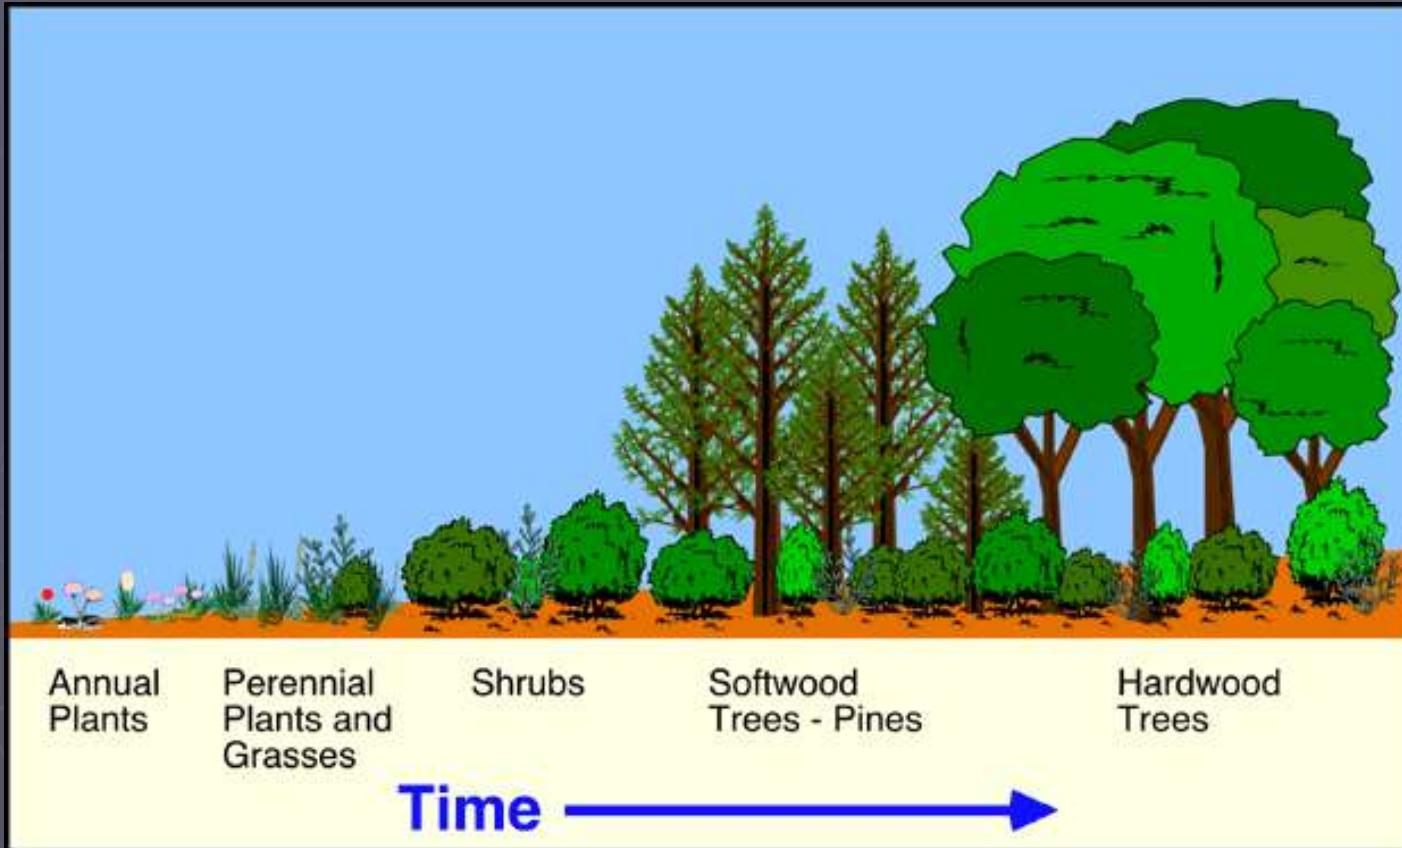 Annual
Plants
Perennial
Plants and
Grasses
Shrubs
Softwood
Trees - Pines
Hardwood
Trees
Time